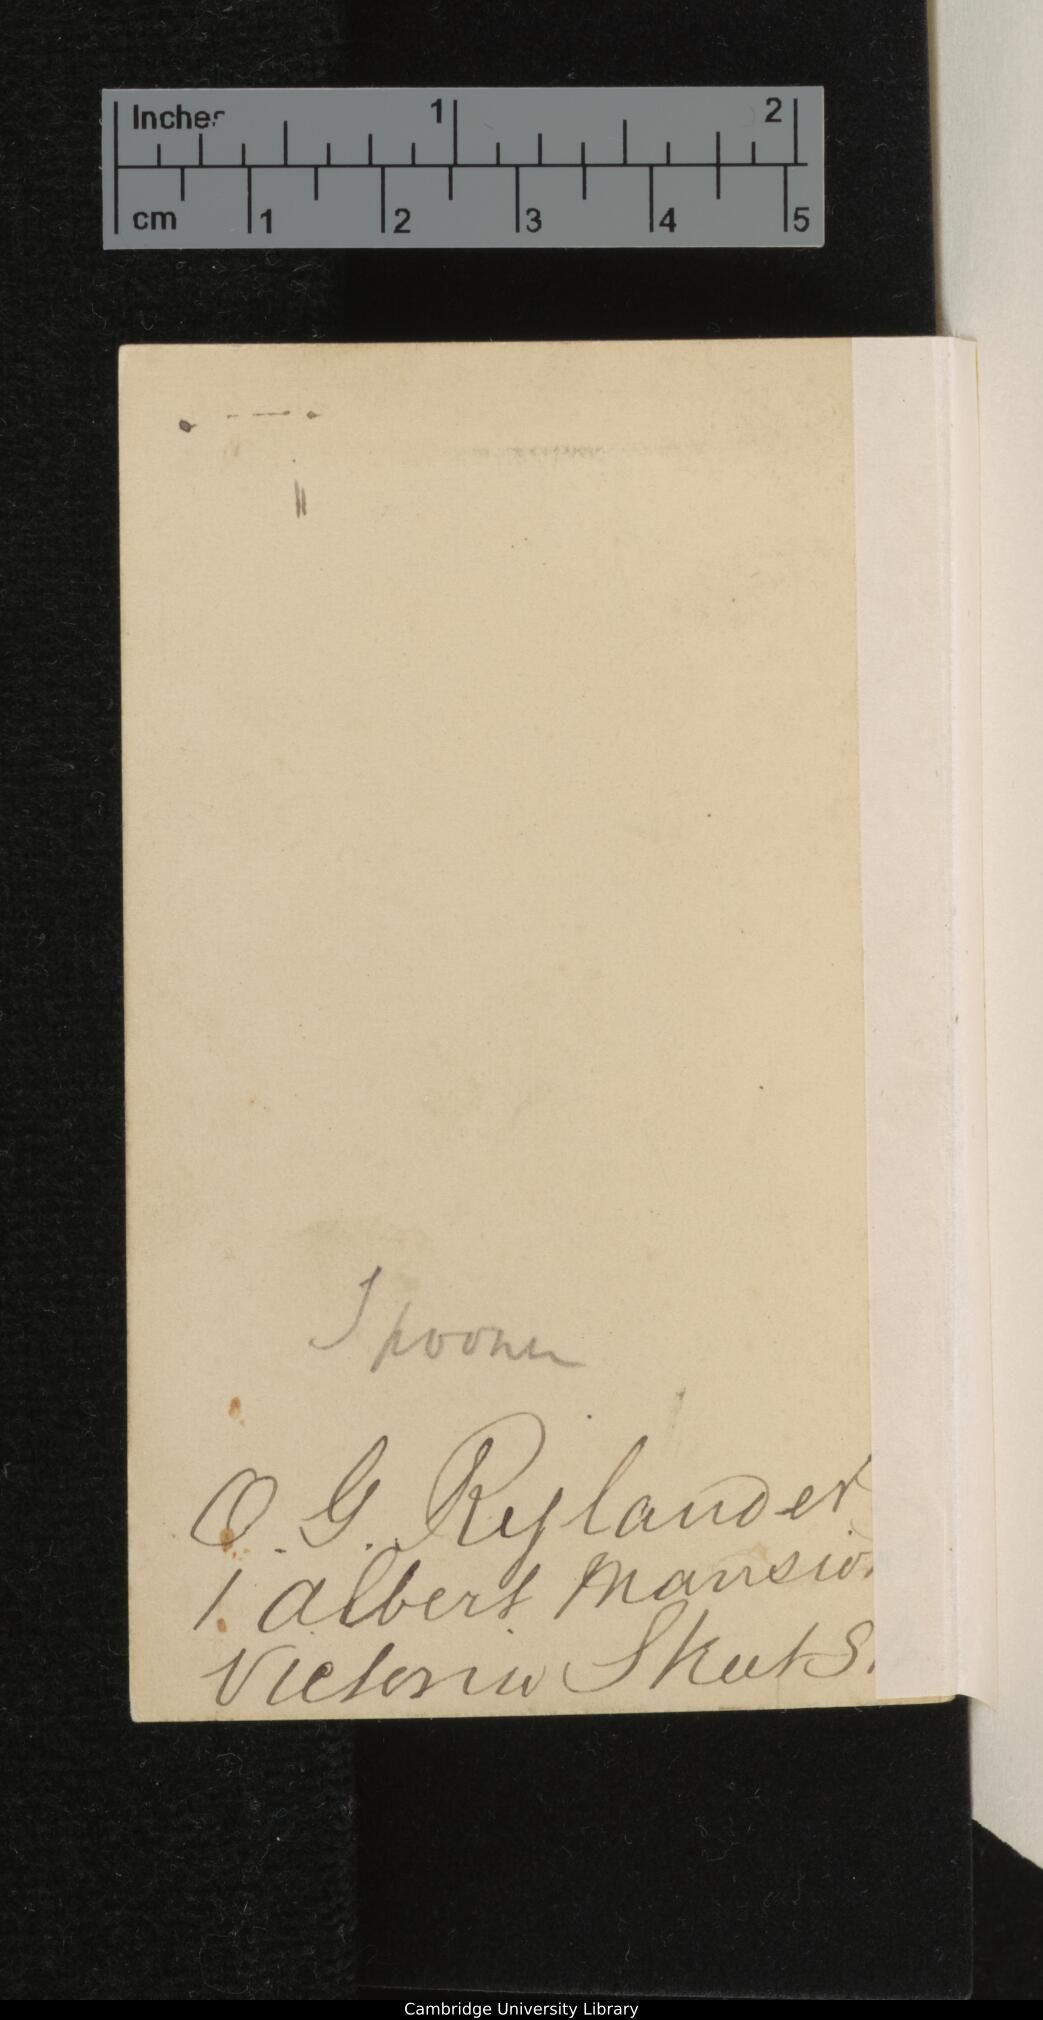 Inches 1 2
cm 1 2 3 4 5
Spooner
O. G. Rejlander
1 Albert Mansion
Victoria Street S.
Cambridge University Library